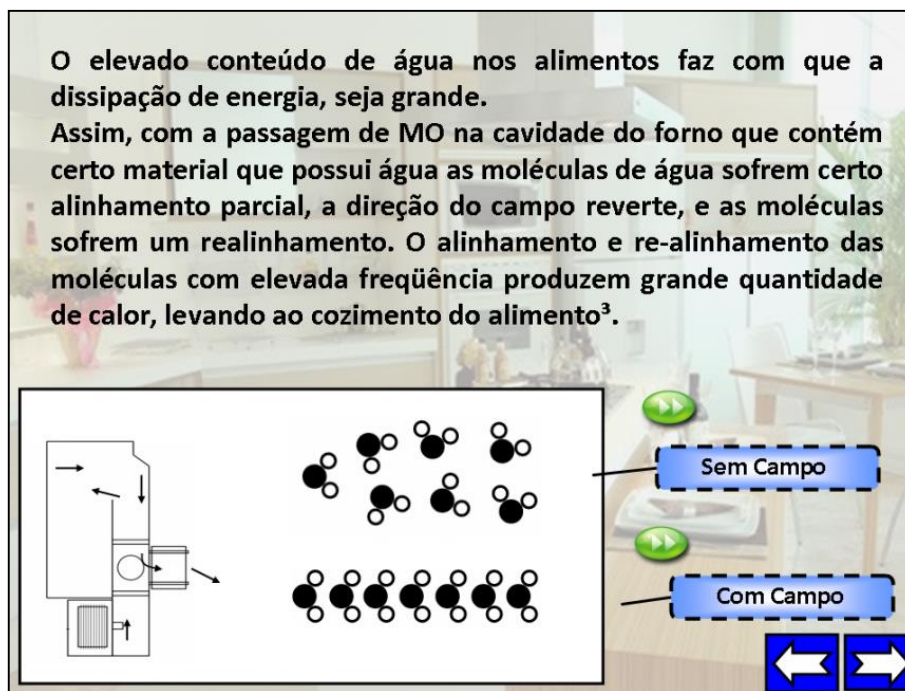 O elevado conteúdo de água nos alimentos faz com que a
dissipação de energia, seja grande.
Assim, com a passagem de MO na cavidade do forno que contém
certo material que possui água as moléculas de água sofrem certo
alinhamento parcial, a direção do campo reverte, e as moléculas
sofrem um realinhamento. O alinhamento e re-alinhamento das
moléculas com elevada freqüência produzem grande quantidade
de calor, levando ao cozimento do alimento³.
Sem Campo
Com Campo